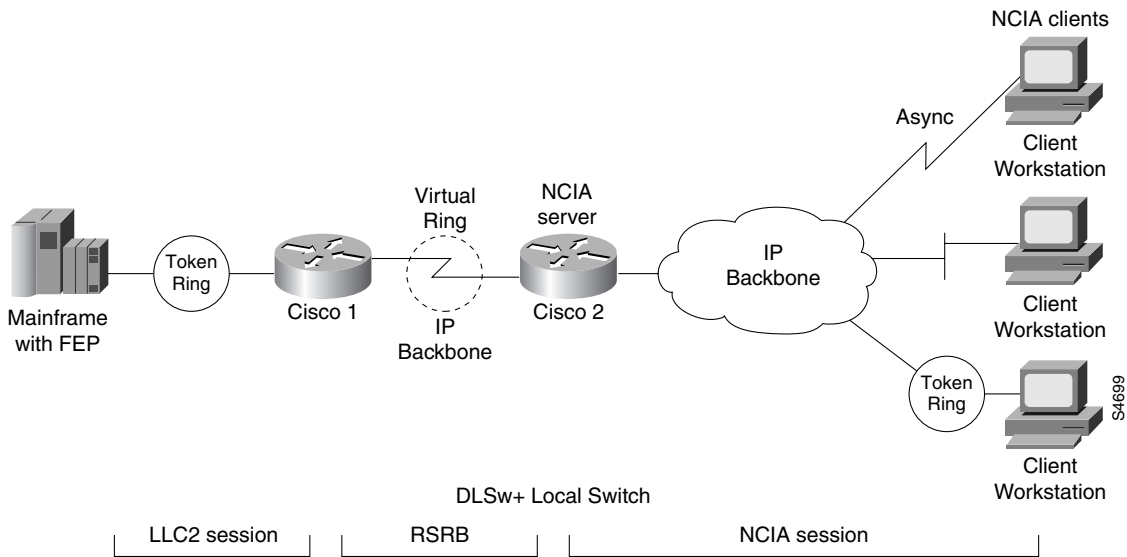 NCIA clients
Async
Client
Workstation
Virtual
Ring
NCIA
server
Token
Ring
IP
Backbone
Mainframe
with FEP
Cisco 1
IP
Backbone
Cisco 2
Client
Workstation
Token
Ring
S4699
Client
Workstation
DLSw+ Local Switch
LLC2 session
RSRB
NCIA session